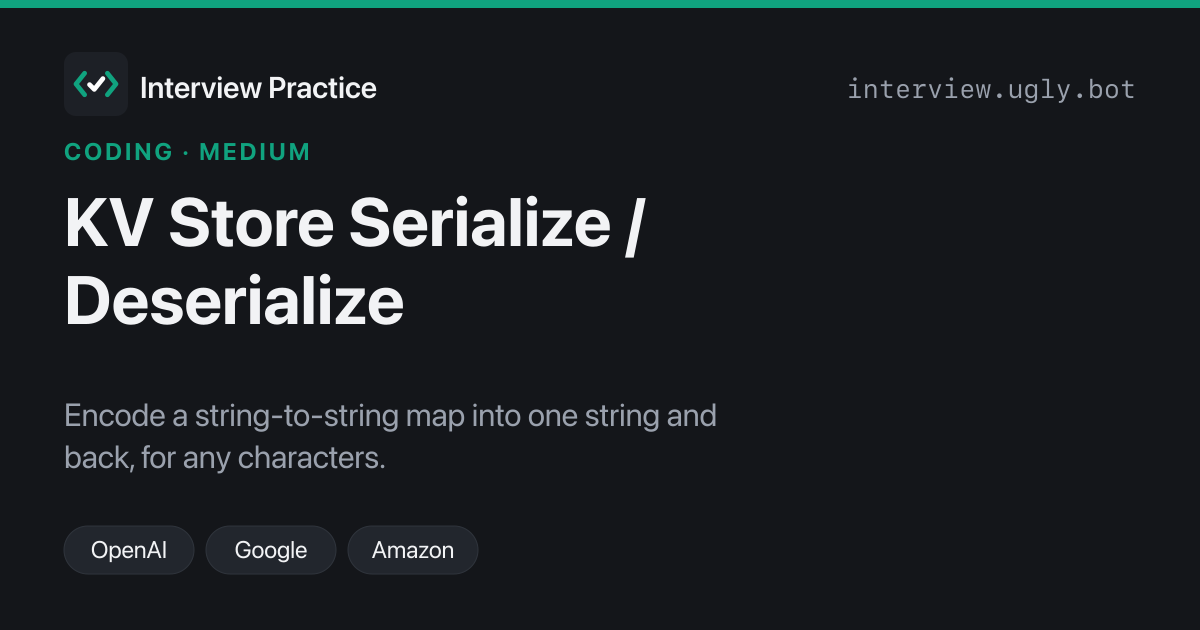 Interview Practice
interview.ugly.bot
CODING · MEDIUM
KV Store Serialize /
Deserialize
Encode a string-to-string map into one string and
back, for any characters.
OpenAI
Google
Amazon